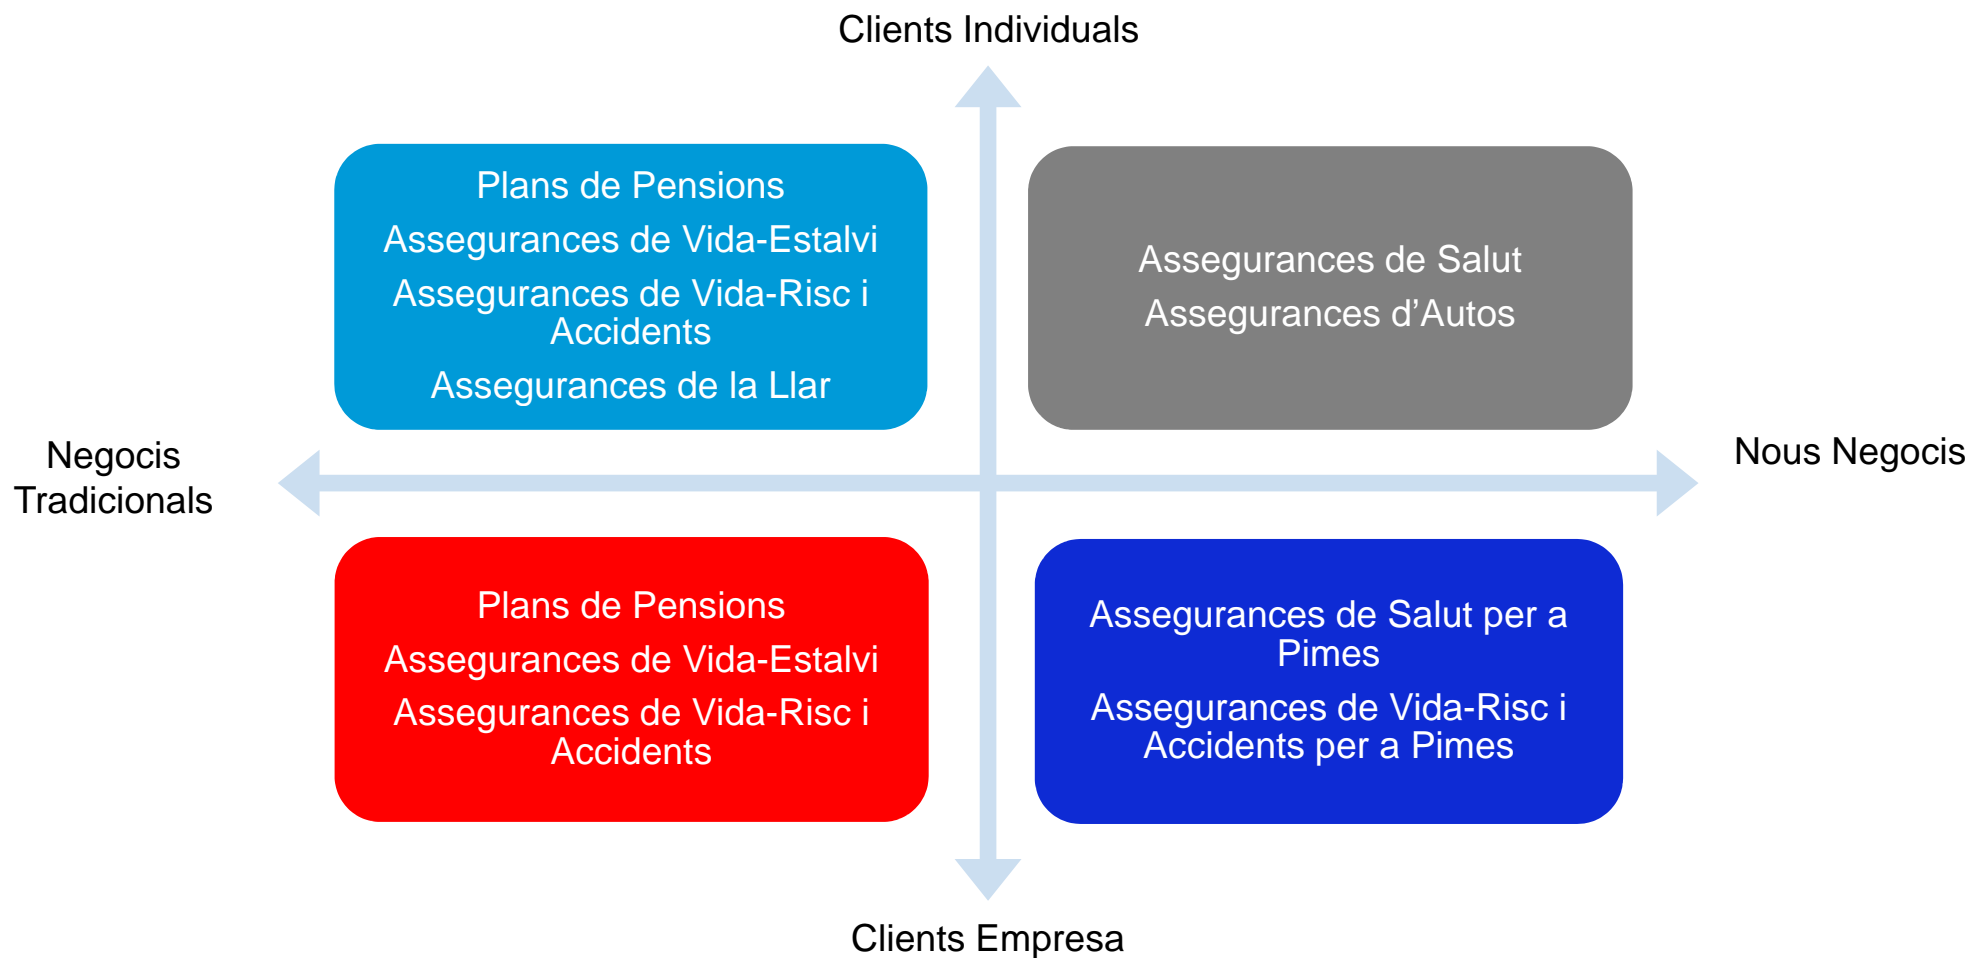 Clients Individuals
Plans de Pensions
Assegurances de Vida-Estalvi
Assegurances de Vida-Risc i
Accidents
Assegurances de la Llar
Assegurances de Salut
Assegurances d’Autos
Negocis
Tradicionals
Nous Negocis
Plans de Pensions
Assegurances de Vida-Estalvi
Assegurances de Vida-Risc i
Accidents
Assegurances de Salut per a
Pimes
Assegurances de Vida-Risc i
Accidents per a Pimes
Clients Empresa